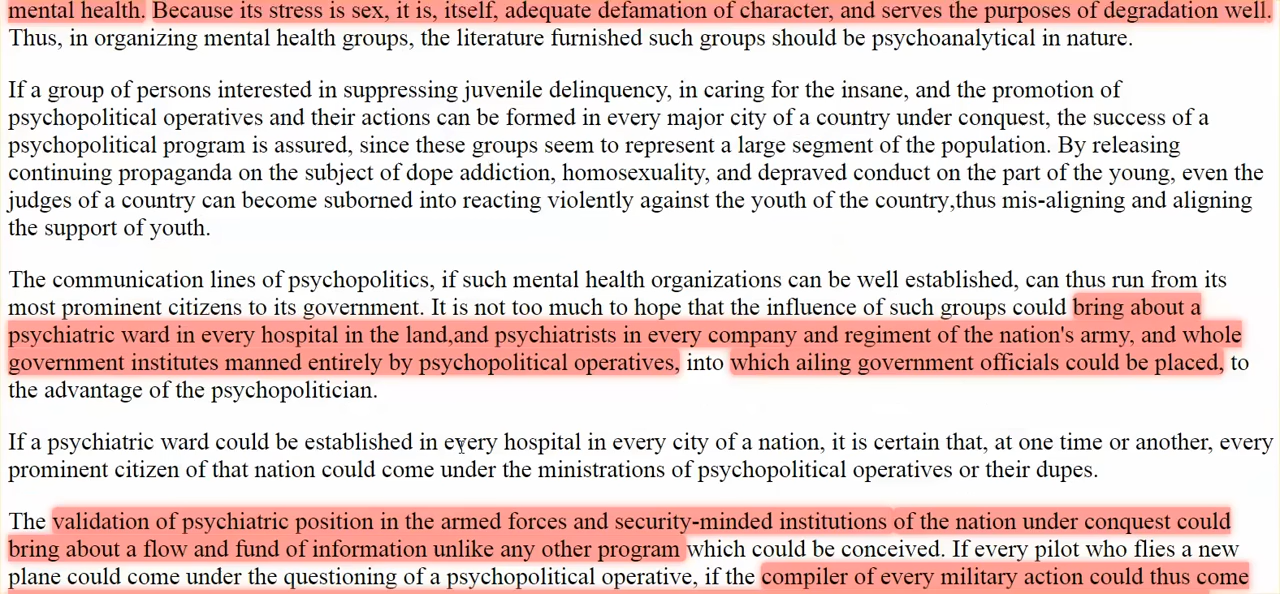 mental health. Because its stress is sex, it is, itself, adequate defamation of character, and serves the purposes of degradation well.
Thus, in organizing mental health groups, the literature furnished such groups should be psychoanalytical in nature.
If a group of persons interested in suppressing juvenile delinquency, in caring for the insane, and the promotion of
psychopolitical operatives and their actions can be formed in every major city of a country under conquest, the success of a
psychopolitical program is assured, since these groups seem to represent a large segment of the population. By releasing
continuing propaganda on the subject of dope addiction, homosexuality, and depraved conduct on the part of the young, even the
judges of a country can become suborned into reacting violently against the youth of the country,thus mis-aligning and aligning
the support of youth.
The communication lines of psychopolitics, if such mental health organizations can be well established, can thus run from its
most prominent citizens to its government. It is not too much to hope that the influence of such groups could bring about a
psychiatric ward in every hospital in the land,and psychiatrists in every company and regiment of the nation's army, and whole
government institutes manned entirely by psychopolitical operatives, into which ailing government officials could be placed, to
the advantage of the psychopolitician.
If a psychiatric ward could be established in every hospital in every city of a nation, it is certain that, at one time or another, every
prominent citizen of that nation could come under the ministrations of psychopolitical operatives or their dupes.
The validation of psychiatric position in the armed forces and security-minded institutions of the nation under conquest could
bring about a flow and fund of information unlike any other program which could be conceived. If every pilot who flies a new
plane could come under the questioning of a psychopolitical operative, if the compiler of every military action could thus come